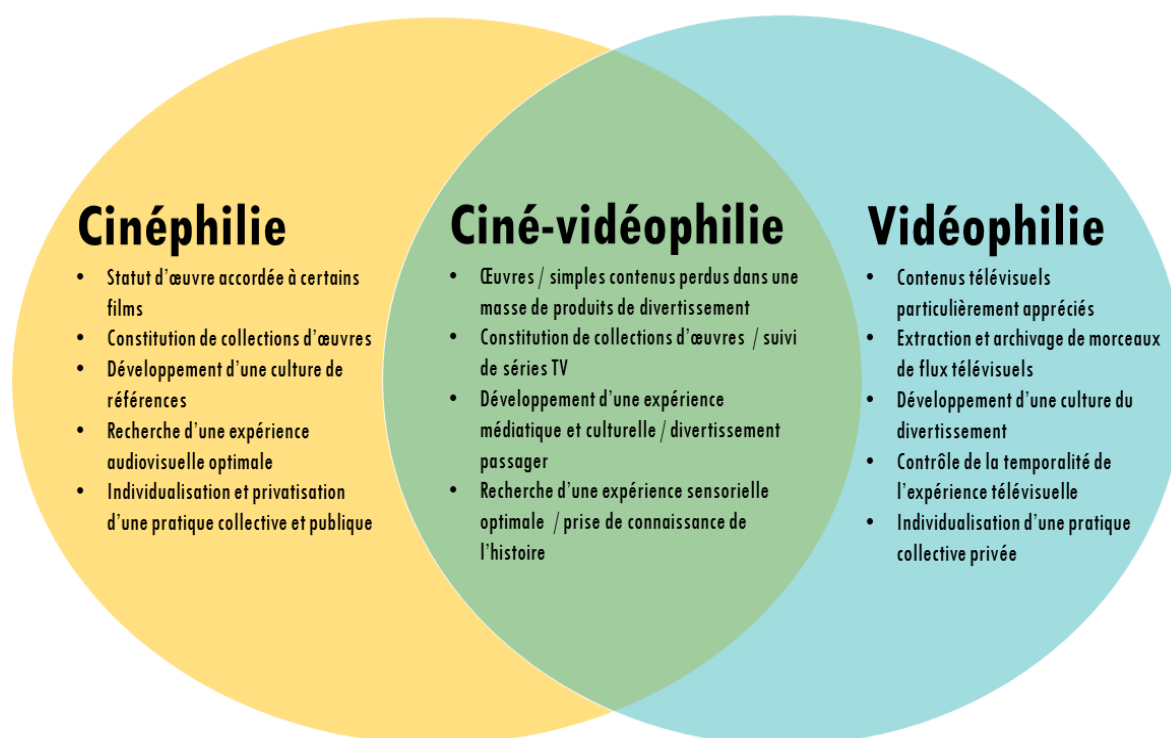 Cinéphilie
• Statut d'œuvre accordée à certains
films
• Constitution de collections d'œuvres
• Développement d'une culture de
références
• Recherche d'une expérience
audiovisuelle optimale
• Individualisation et privatisation
d'une pratique collective et publique
Ciné-vidéophilie
• Œuvres / simples contenus perdus dans une
masse de produits de divertissement
• Constitution de collections d'œuvres / suivi
de séries TV
• Développement d'une expérience
médiatique et culturelle / divertissement
passager
• Recherche d'une expérience sensorielle
optimale / prise de connaissance de
l'histoire
Vidéophilie
• Contenus télévisuels
particulièrement appréciés
• Extraction et archivage de morceaux
de flux télévisuels
• Développement d'une culture du
divertissement
• Contrôle de la temporalité de
l'expérience télévisuelle
• Individualisation d'une pratique
collective privée